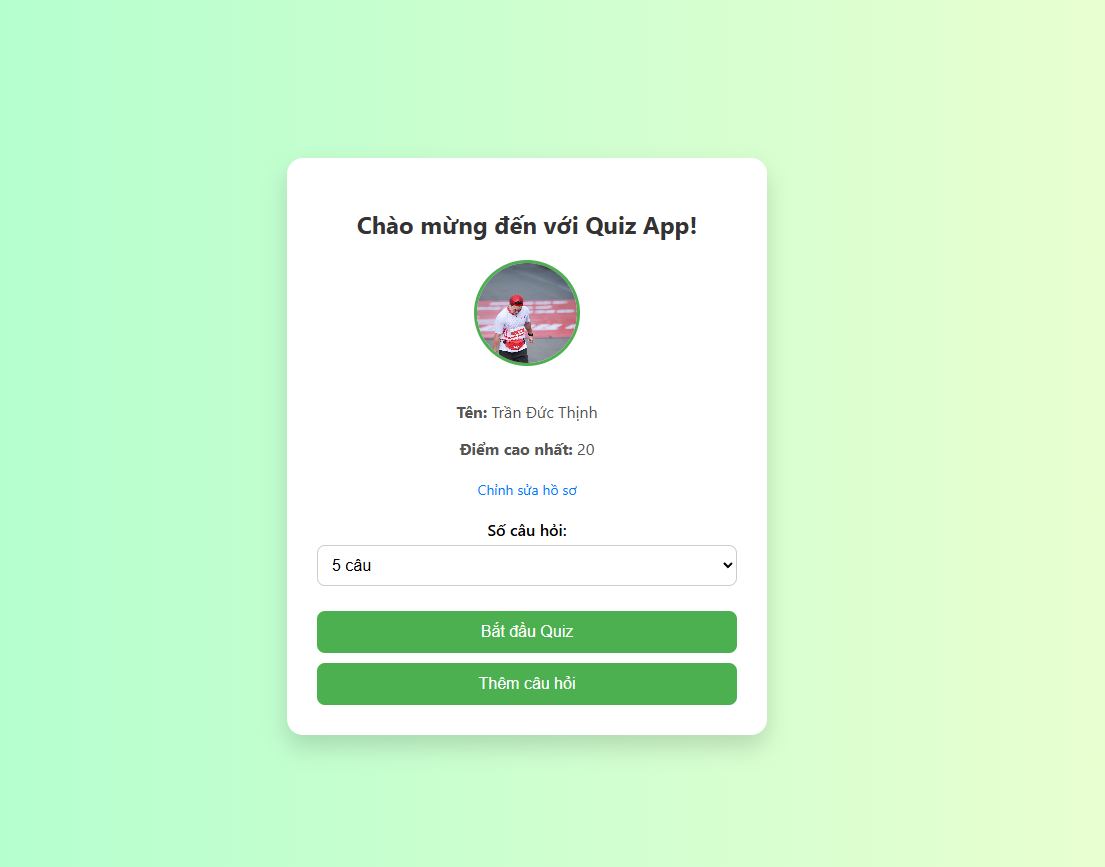 Chào mừng đến với Quiz App!
Tên: Trần Đức Thịnh
Điểm cao nhất: 20
Chỉnh sửa hồ sơ
Số câu hỏi:
5 câu
Bắt đầu Quiz
Thêm câu hỏi